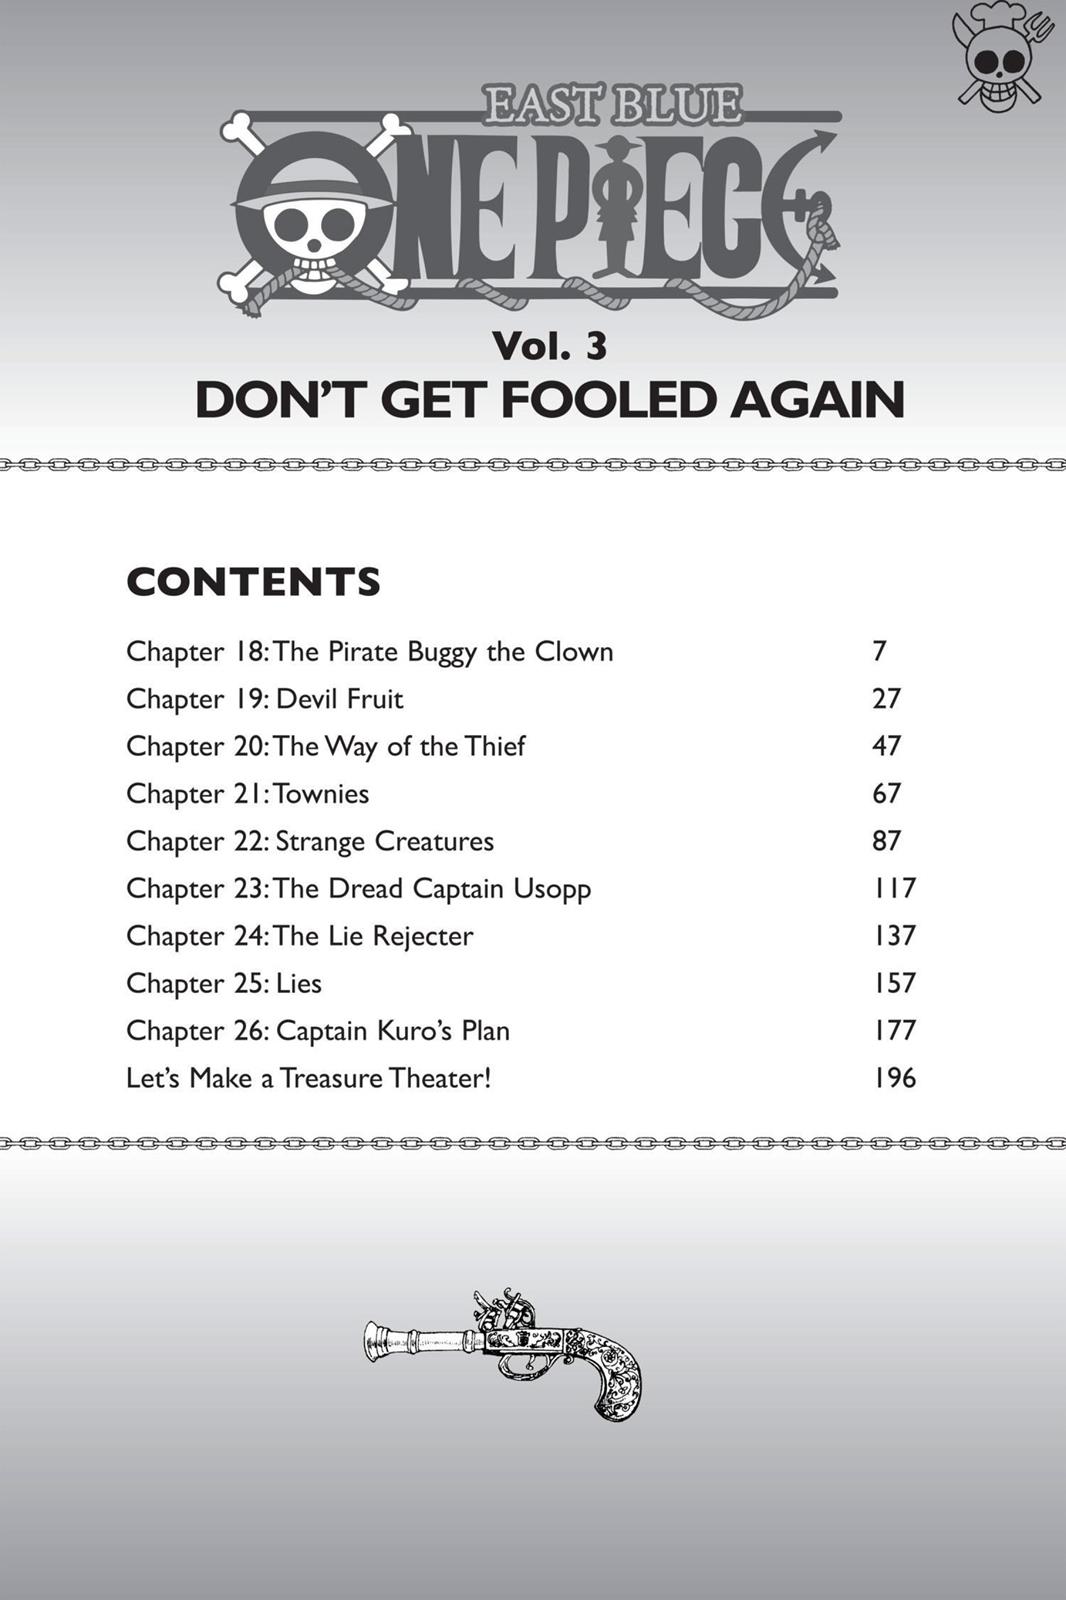 EAST BLUE
ONE PIECE
Vol. 3
DON'T GET FOOLED AGAIN
CONTENTS
Chapter 18: The Pirate Buggy the Clown 7
Chapter 19: Devil Fruit 27
Chapter 20: The Way of the Thief 47
Chapter 21: Townies 67
Chapter 22: Strange Creatures 87
Chapter 23: The Dread Captain Usopp 117
Chapter 24: The Lie Rejecter 137
Chapter 25: Lies 157
Chapter 26: Captain Kuro's Plan 177
Let's Make a Treasure Theater! 196